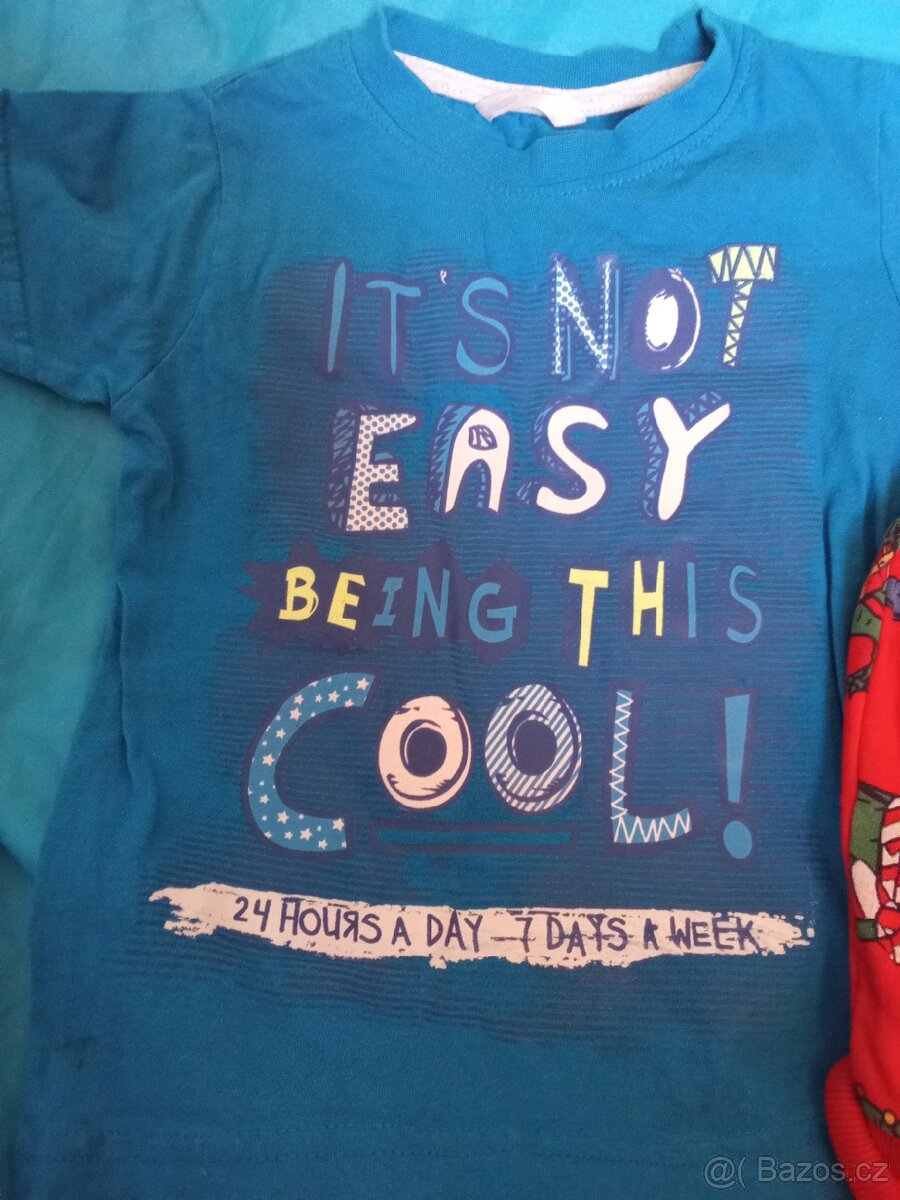 IT'S NOT
EASY
BEING THIS
COOL!
24 HOURS A DAY 7 DAYS A WEEK
@( Bazos.cz